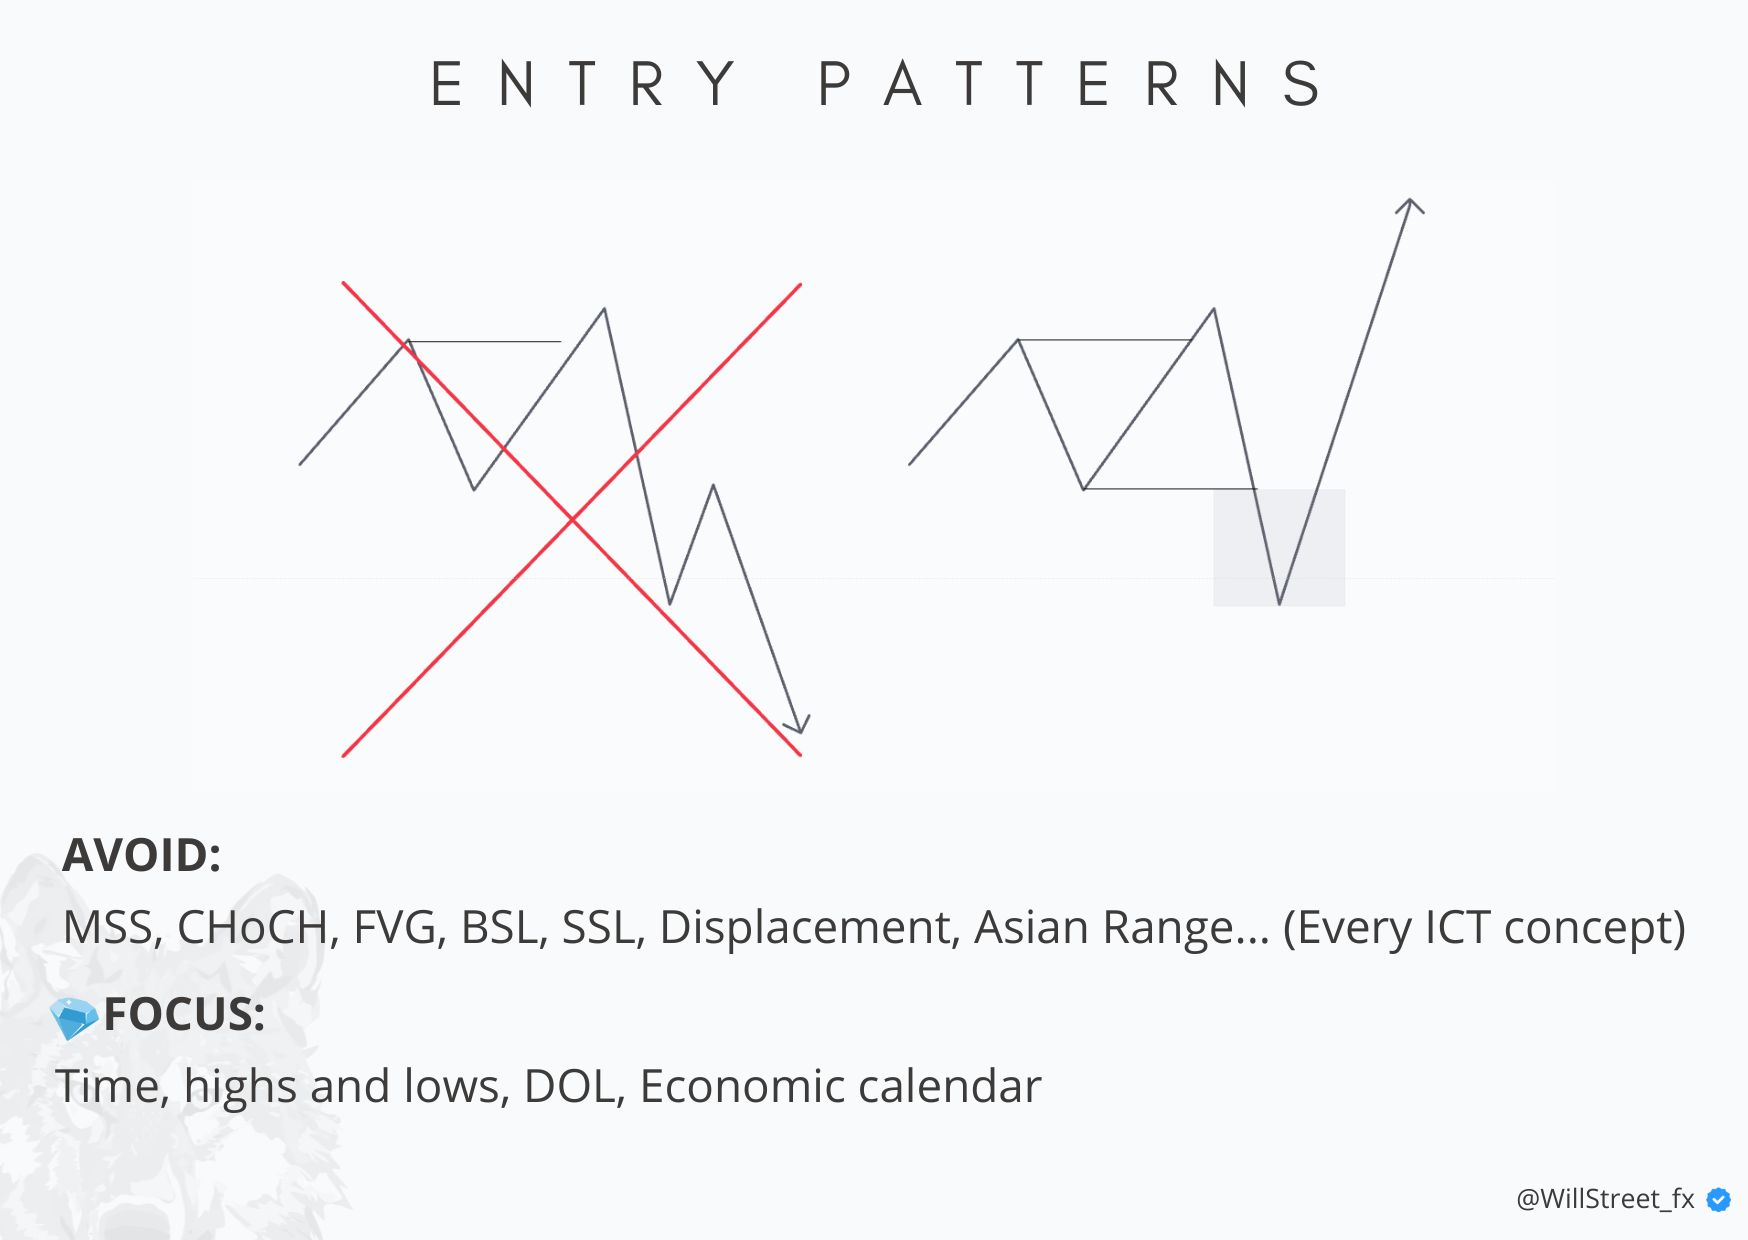 ENTRY PATTERNS
AVOID:
MSS, CHoCH, FVG, BSL, SSL, Displacement, Asian Range... (Every ICT concept)
💎FOCUS:
Time, highs and lows, DOL, Economic calendar
@WillStreet_fx